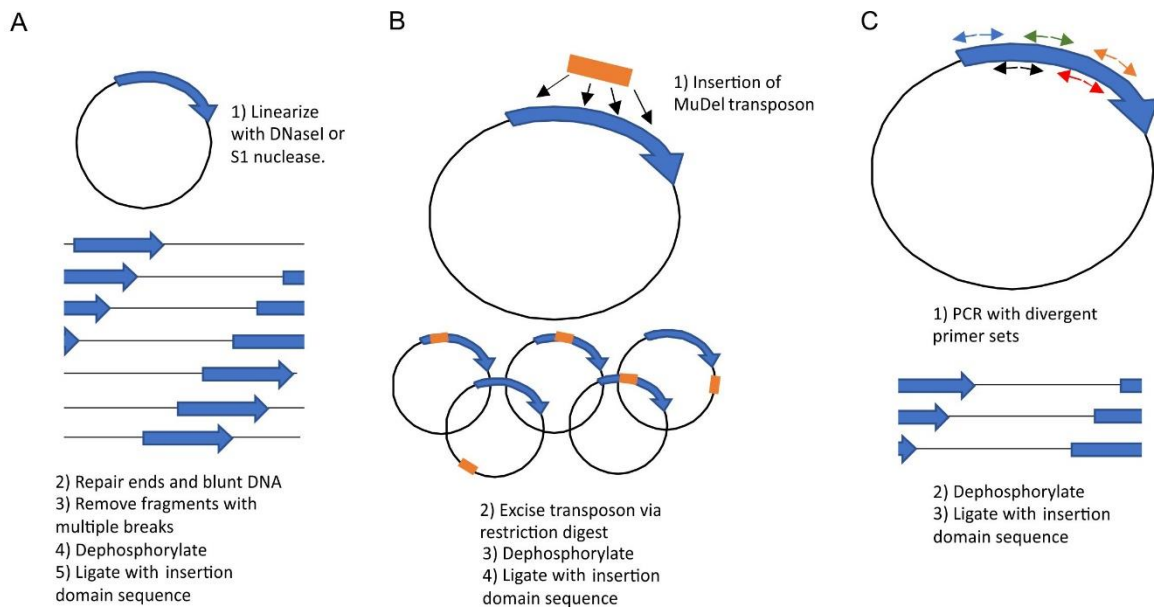 A
1) Linearize
with DNaseI or
S1 nuclease.
2) Repair ends and blunt DNA
3) Remove fragments with
multiple breaks
4) Dephosphorylate
5) Ligate with insertion
domain sequence
B
1) Insertion of
MuDel transposon
2) Excise transposon via
restriction digest
3) Dephosphorylate
4) Ligate with insertion
domain sequence
C
1) PCR with divergent
primer sets
2) Dephosphorylate
3) Ligate with insertion
domain sequence